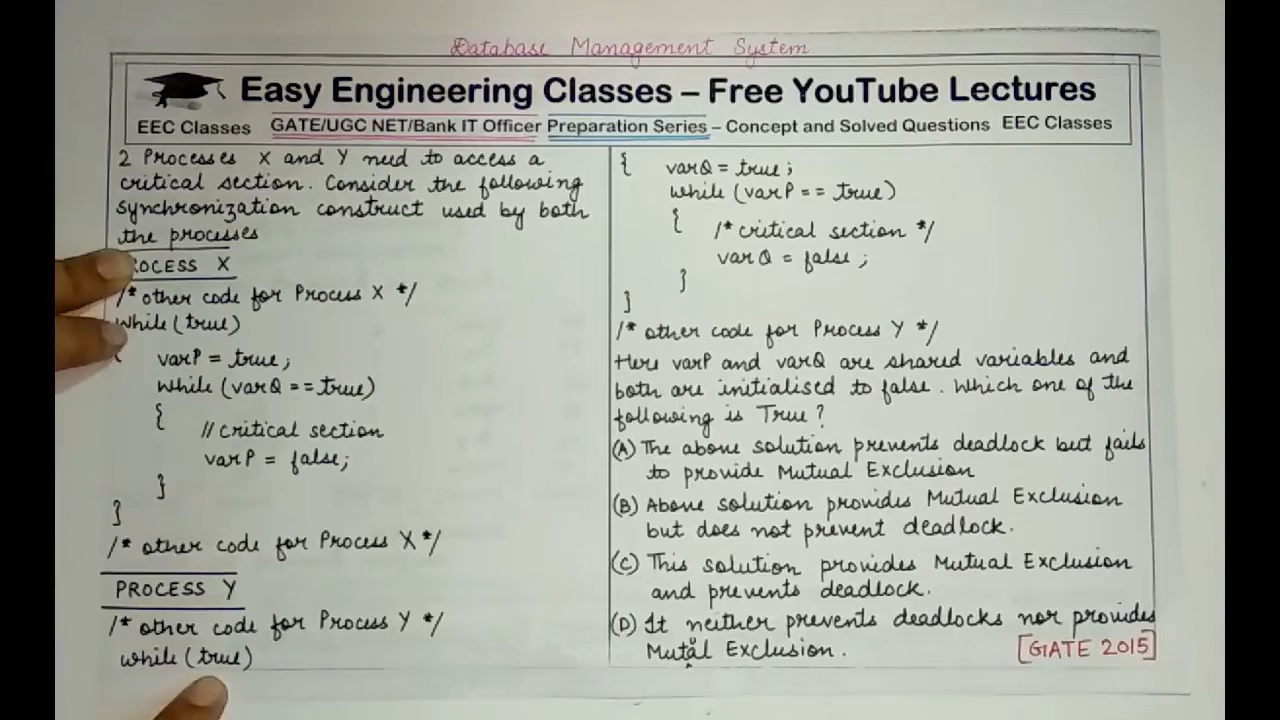 Database Management System
Easy Engineering Classes – Free YouTube Lectures
EEC Classes GATE/UGC NET/Bank IT Officer Preparation Series – Concept and Solved Questions EEC Classes
2 Processes X and Y need to access a
critical section. Consider the following
synchronization construct used by both
the processes
ROCESS X
/* other code for Process X */
While (true)
varP = true;
while (varQ == true)
{
// critical section
varP = false;
}
}
/* other code for Process X */
PROCESS Y
/* other code for Process Y */
while (true)
{ varQ = true;
while (varP == true)
{
/* critical section */
varQ = false;
}
}
/* other code for Process Y */
Here varP and varQ are shared variables and
both are initialised to false. Which one of the
following is True?
(A) The above solution prevents deadlock but fails
to provide Mutual Exclusion
(B) Above solution provides Mutual Exclusion
but does not prevent deadlock.
(C) This solution provides Mutual Exclusion
and prevents deadlock.
(D) It neither prevents deadlocks nor provides
Mutual Exclusion.
[GATE 2015]